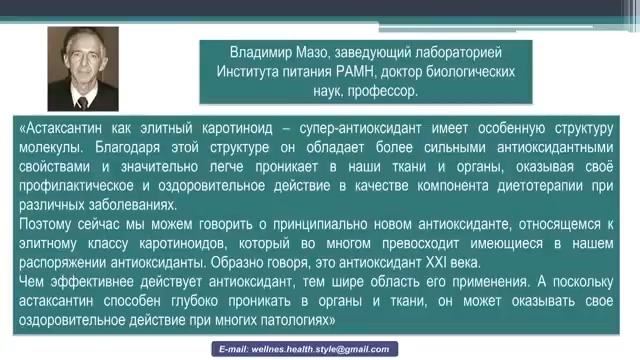 Владимир Мазо, заведующий лабораторией
Института питания РАМН, доктор биологических
наук, профессор.
«Астаксантин как элитный каротиноид – супер-антиоксидант имеет особенную структуру
молекулы. Благодаря этой структуре он обладает более сильными антиоксидантными
свойствами и значительно легче проникает в наши ткани и органы, оказывая своё
профилактическое и оздоровительное действие в качестве компонента диетотерапии при
различных заболеваниях.
Поэтому сейчас мы можем говорить о принципиально новом антиоксиданте, относящемся к
элитному классу каротиноидов, который во многом превосходит имеющиеся в нашем
распоряжении антиоксиданты. Образно говоря, это антиоксидант XXI века.
Чем эффективнее действует антиоксидант, тем шире область его применения. А поскольку
астаксантин способен глубоко проникать в органы и ткани, он может оказывать свое
оздоровительное действие при многих патологиях»
E-mail: wellnes.health.style@gmail.com